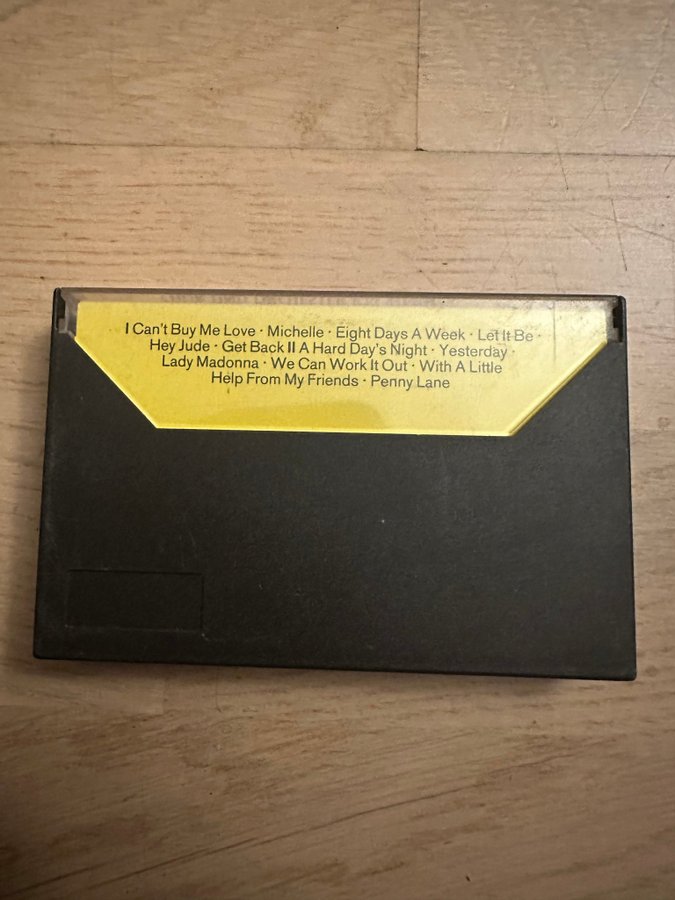 I Can't Buy Me Love · Michelle · Eight Days A Week · Let It Be ·
Hey Jude · Get Back II A Hard Day's Night · Yesterday ·
Lady Madonna · We Can Work It Out · With A Little
Help From My Friends · Penny Lane